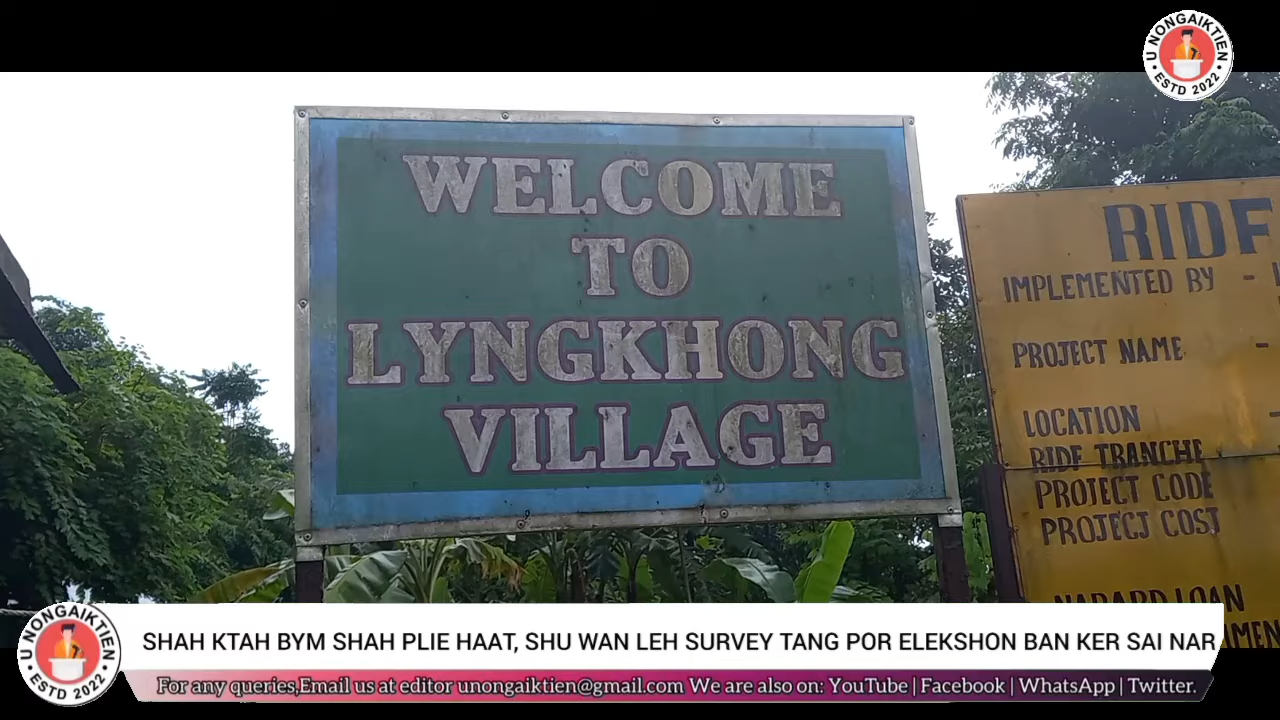 U NONGAIKTIEN
ESTD 2022
WELCOME
TO
LYNGKHONG
VILLAGE
RIDF
IMPLEMENTED BY -
PROJECT NAME -
LOCATION -
RIDF TRANCHE
PROJECT CODE
PROJECT COST
NABARD LOAN
U NONGAIKTIEN
ESTD 2022
SHAH KTAH BYM SHAH PLIE HAAT, SHU WAN LEH SURVEY TANG POR ELEKSHON BAN KER SAI NAR
For any queries,Email us at editor unongaiktien@gmail.com We are also on: YouTube | Facebook | WhatsApp | Twitter.